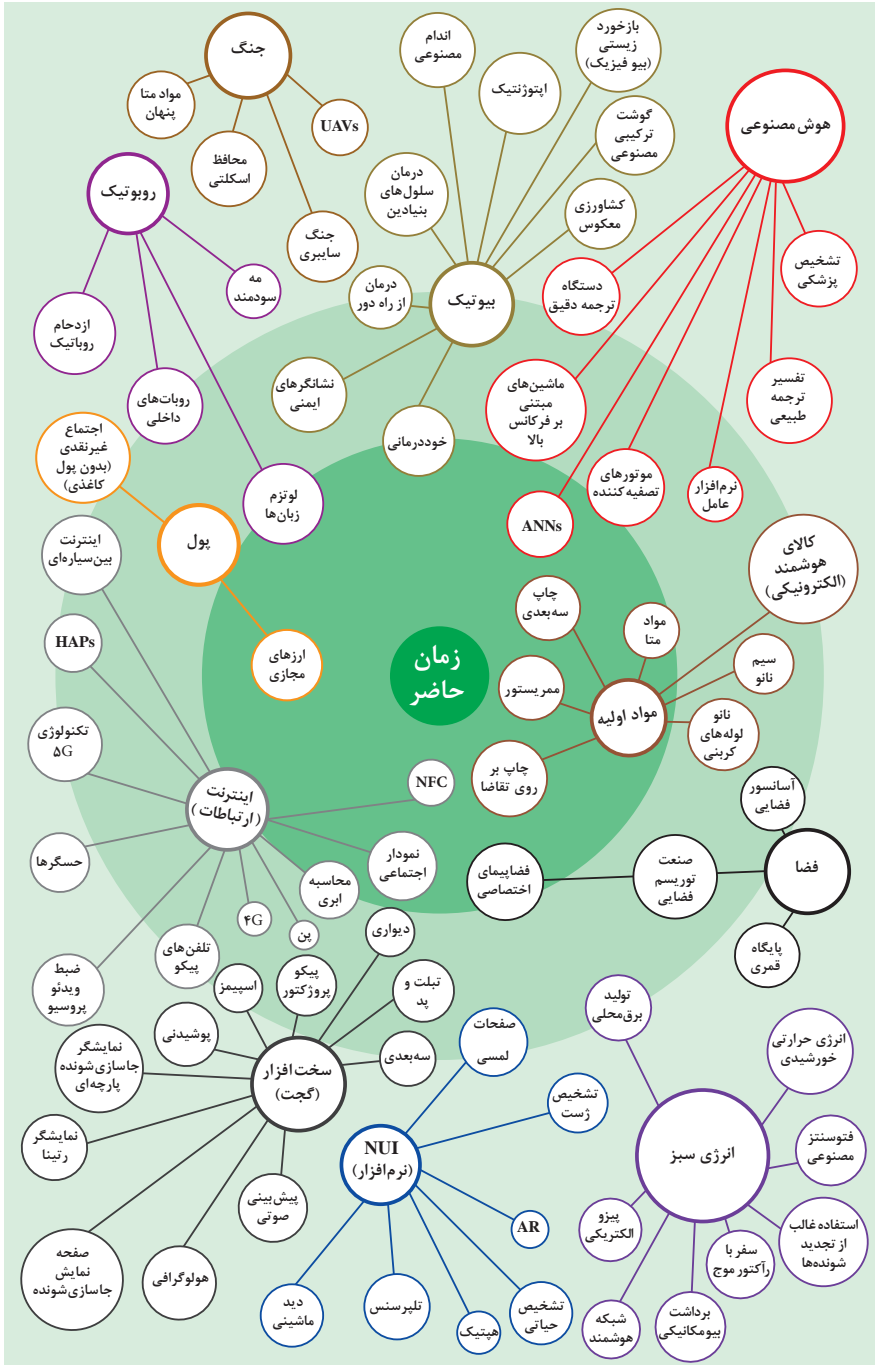 جنگ
مواد متا
پنهان
محافظ
اسکلتی
UAVs
جنگ
سایبری
روبوتیک
ازدحام
روباتیک
روبات‌های
داخلی
مه
سودمند
لوتزم
زبان‌ها
بیوتیک
اندام
مصنوعی
اپتوژنتیک
بازخورد
زیستی
(بیو فیزیک)
گوشت
ترکیبی
مصنوعی
کشاورزی
معکوس
درمان
سلول‌های
بنیادین
درمان
از راه دور
نشانگرهای
ایمنی
خوددرمانی
هوش مصنوعی
تشخیص
پزشکی
دستگاه
ترجمه دقیق
تفسیر
ترجمه
طبیعی
ماشین‌های
مبتنی
بر فرکانس
بالا
موتورهای
تصفیه‌کننده
نرم‌افزار
عامل
ANNs
پول
اجتماع
غیرنقدی
(بدون پول
کاغذی)
ارزهای
مجازی
زمان
حاضر
مواد اولیه
کالای
هوشمند
(الکترونیکی)
چاپ
سه‌بعدی
مواد
متا
سیم
نانو
ممریستور
نانو
لوله‌های
کربنی
چاپ بر
روی تقاضا
اینترنت
(ارتباطات)
اینترنت
بین‌سیاره‌ای
HAPs
تکنولوژی
۵G
حسگرها
ضبط
ویدئو
پروسیو
تلفن‌های
پیکو
۴G
پن
محاسبه
ابری
نمودار
اجتماعی
NFC
فضا
آسانسور
فضایی
صنعت
توریسم
فضایی
فضاپیمای
اختصاصی
پایگاه
قمری
سخت‌افزار
(گجت)
دیواری
پیکو
پروژکتور
تبلت و
پد
اسپیمز
پوشیدنی
سه‌بعدی
نمایشگر
جاسازی‌شونده
پارچه‌ای
نمایشگر
رتینا
پیش‌بینی
صوتی
هولوگرافی
صفحه
نمایش
جاسازی‌شونده
NUI
(نرم‌افزار)
صفحات
لمسی
تشخیص
ژست
AR
تشخیص
حیاتی
هپتیک
تلپرسنس
دید
ماشینی
انرژی سبز
تولید
برق‌محلی
انرژی حرارتی
خورشیدی
فتوسنتز
مصنوعی
استفاده غالب
از تجدید
شونده‌ها
سفر با
رآکتور موج
برداشت
بیومکانیکی
شبکه
هوشمند
پیزو
الکتریکی